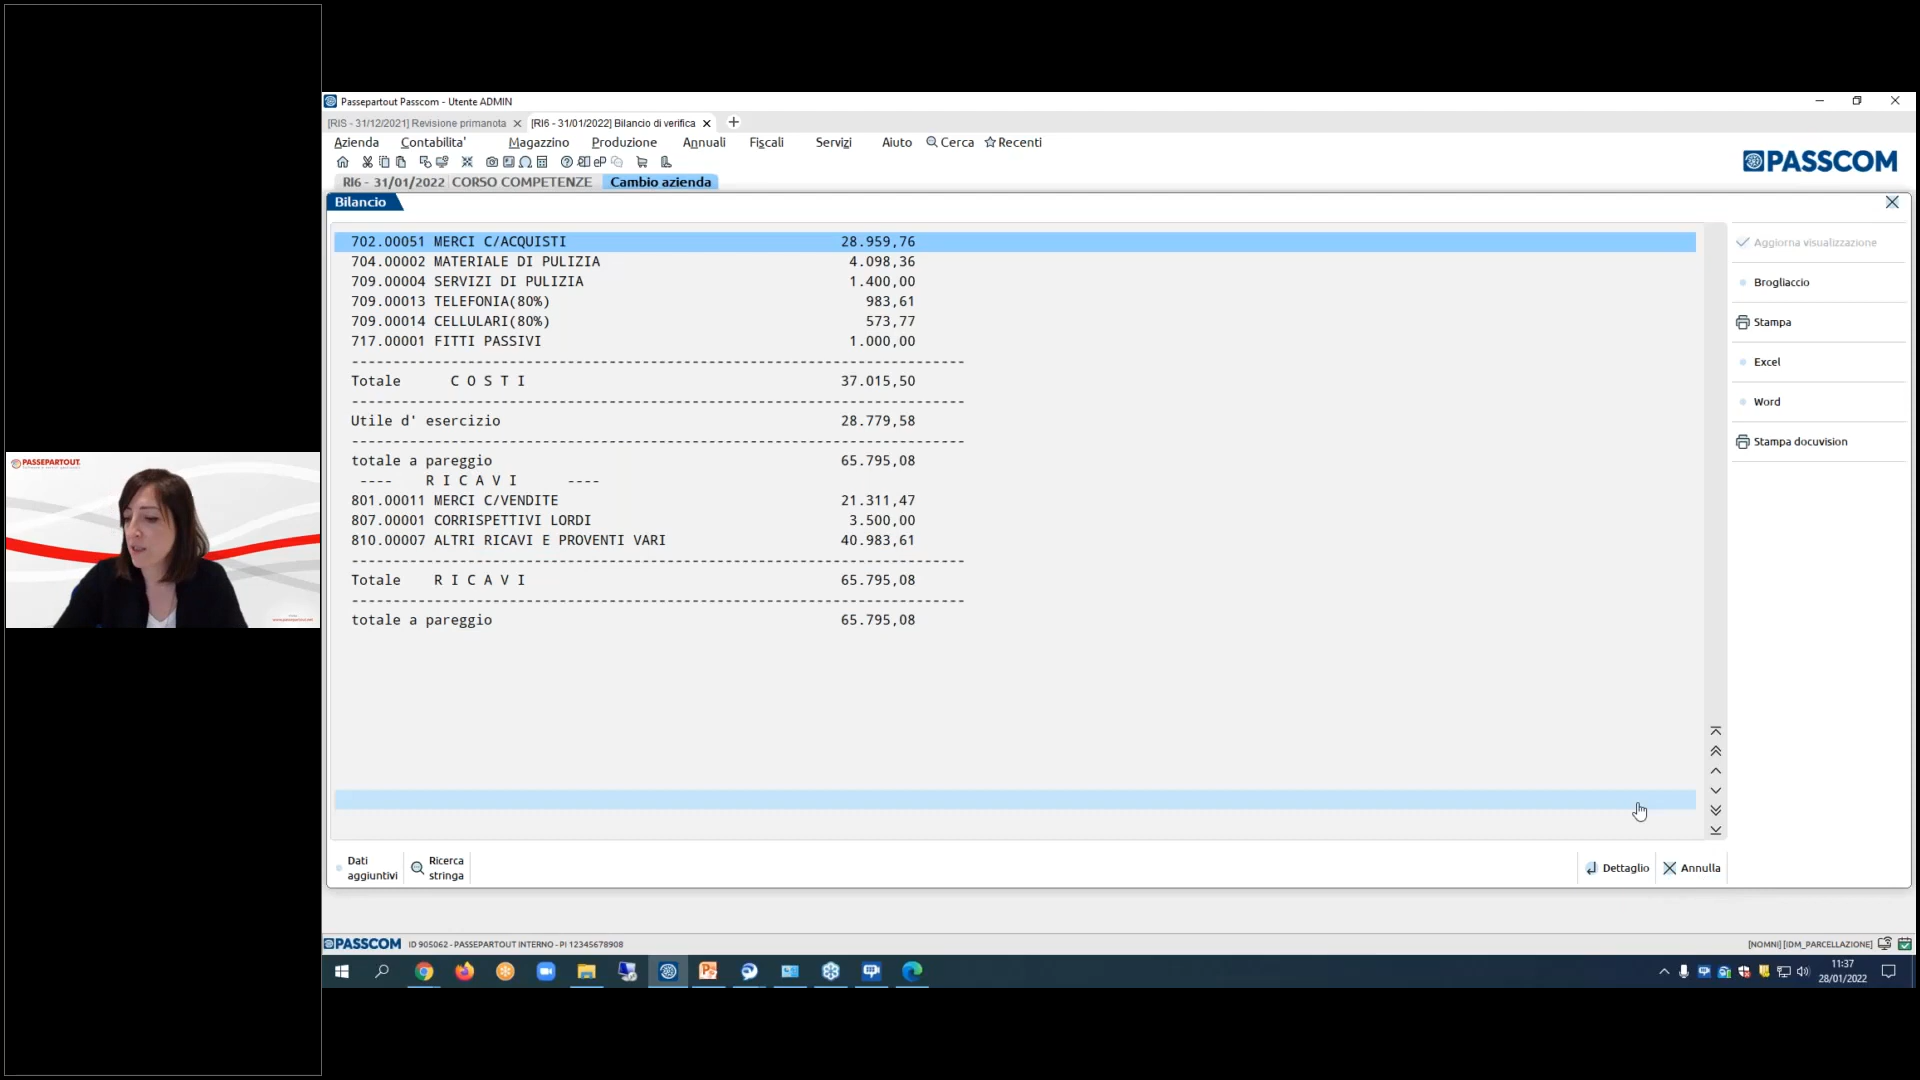 Passepartout Passcom - Utente ADMIN
[RIS - 31/12/2021] Revisione primanota
[RI6 - 31/01/2022] Bilancio di verifica
Azienda Contabilita' Magazzino Produzione Annuali Fiscali Servizi Aiuto Cerca Recenti
PASSCOM
RI6 - 31/01/2022 CORSO COMPETENZE Cambio azienda
Bilancio
702.00051 MERCI C/ACQUISTI 28.959,76
704.00002 MATERIALE DI PULIZIA 4.098,36
709.00004 SERVIZI DI PULIZIA 1.400,00
709.00013 TELEFONIA(80%) 983,61
709.00014 CELLULARI(80%) 573,77
717.00001 FITTI PASSIVI 1.000,00
Totale C O S T I 37.015,50
Utile d' esercizio 28.779,58
totale a pareggio 65.795,08
---- R I C A V I ----
801.00011 MERCI C/VENDITE 21.311,47
807.00001 CORRISPETTIVI LORDI 3.500,00
810.00007 ALTRI RICAVI E PROVENTI VARI 40.983,61
Totale R I C A V I 65.795,08
totale a pareggio 65.795,08
Aggiorna visualizzazione
Brogliaccio
Stampa
Excel
Word
Stampa docuvision
Dati aggiuntivi
Ricerca stringa
Dettaglio
Annulla
PASSEPARTOUT
PASSCOM ID 905062 - PASSEPARTOUT INTERNO - PI 12345678908
[NOMNI] [IDM_PARCELLAZIONE]
11:37
28/01/2022